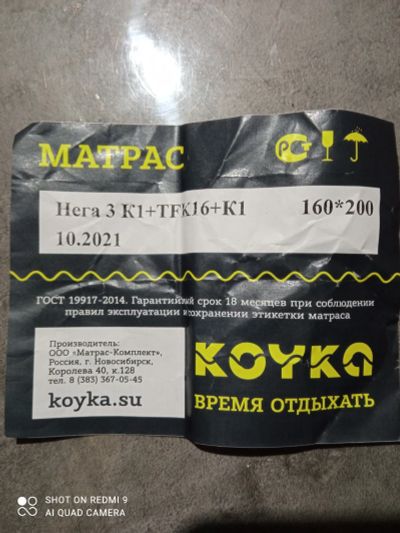 МАТРАС
РСТ
Нега 3 К1+TFK16+К1 160*200
10.2021
ГОСТ 19917-2014. Гарантийный срок 18 месяцев при соблюдении
правил эксплуатации и сохранении этикетки матраса
Производитель:
ООО «Матрас-Комплект»,
Россия. г. Новосибирск,
Королева 40, к.128
тел. 8 (383) 367-05-45
koyka.su
KOYKA
ВРЕМЯ ОТДЫХАТЬ
SHOT ON REDMI 9
AI QUAD CAMERA